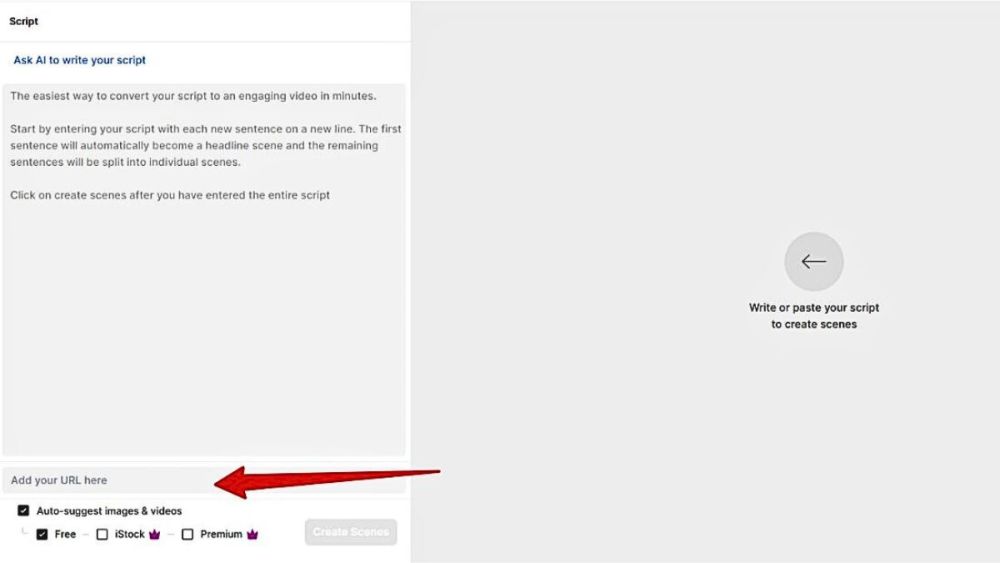 Script
Ask AI to write your script
The easiest way to convert your script to an engaging video in minutes.
Start by entering your script with each new sentence on a new line. The first
sentence will automatically become a headline scene and the remaining
sentences will be split into individual scenes.
Click on create scenes after you have entered the entire script
Write or paste your script
to create scenes
Add your URL here
Auto-suggest images & videos
Free iStock Premium
Create Scenes